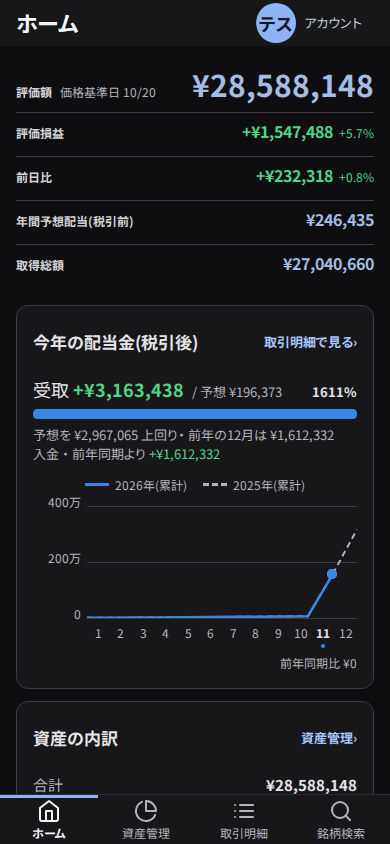 ホーム
テス アカウント
評価額 価格基準日 10/20 ¥28,588,148
評価損益 +¥1,547,488 +5.7%
前日比 +¥232,318 +0.8%
年間予想配当(税引前) ¥246,435
取得総額 ¥27,040,660
今年の配当金(税引後) 取引明細で見る›
受取 +¥3,163,438 / 予想 ¥196,373 1611%
予想を ¥2,967,065 上回り・前年の12月は ¥1,612,332
入金・前年同期より +¥1,612,332
2026年(累計) 2025年(累計)
400万
200万
0
1 2 3 4 5 6 7 8 9 10 11 12
前年同期比 ¥0
資産の内訳 資産管理›
合計 ¥28,588,148
ホーム 資産管理 取引明細 銘柄検索